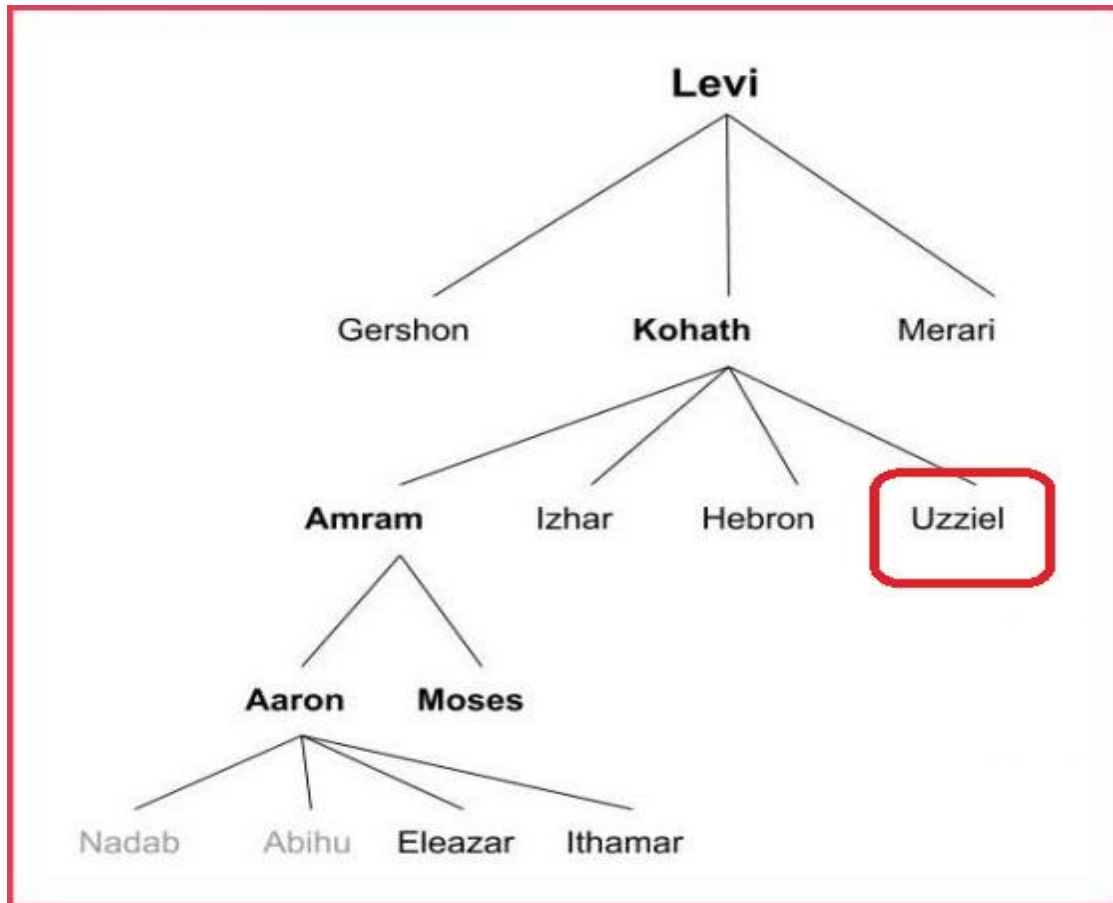 Levi
Gershon Kohath Merari
Amram Izhar Hebron Uzziel
Aaron Moses
Nadab Abihu Eleazar Ithamar